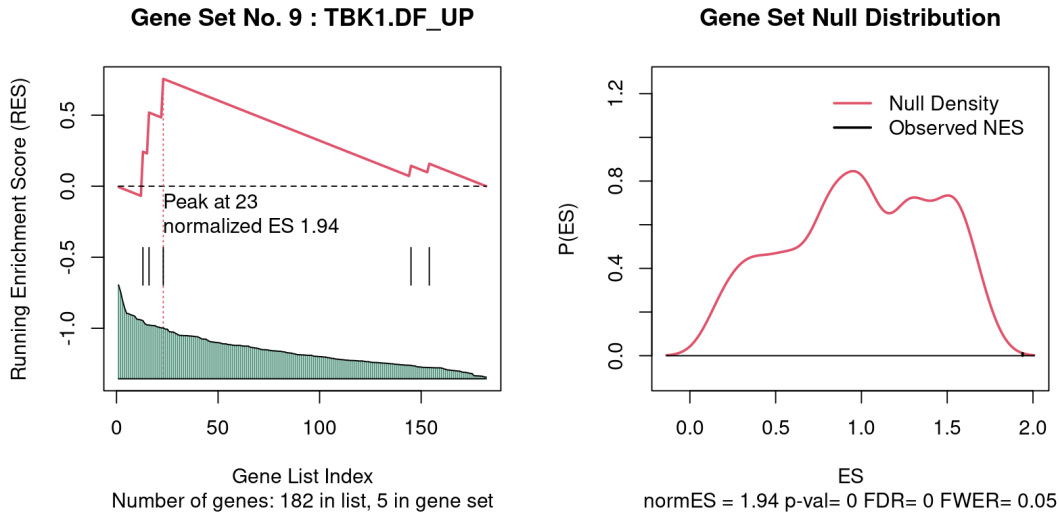 Gene Set No. 9 : TBK1.DF_UP
Running Enrichment Score (RES)
0.5
0.0
-0.5
-1.0
Peak at 23
normalized ES 1.94
0 50 100 150
Gene List Index
Number of genes: 182 in list, 5 in gene set
Gene Set Null Distribution
P(ES)
1.2
0.8
0.4
0.0
Null Density
Observed NES
0.0 0.5 1.0 1.5 2.0
ES
normES = 1.94 p-val= 0 FDR= 0 FWER= 0.05